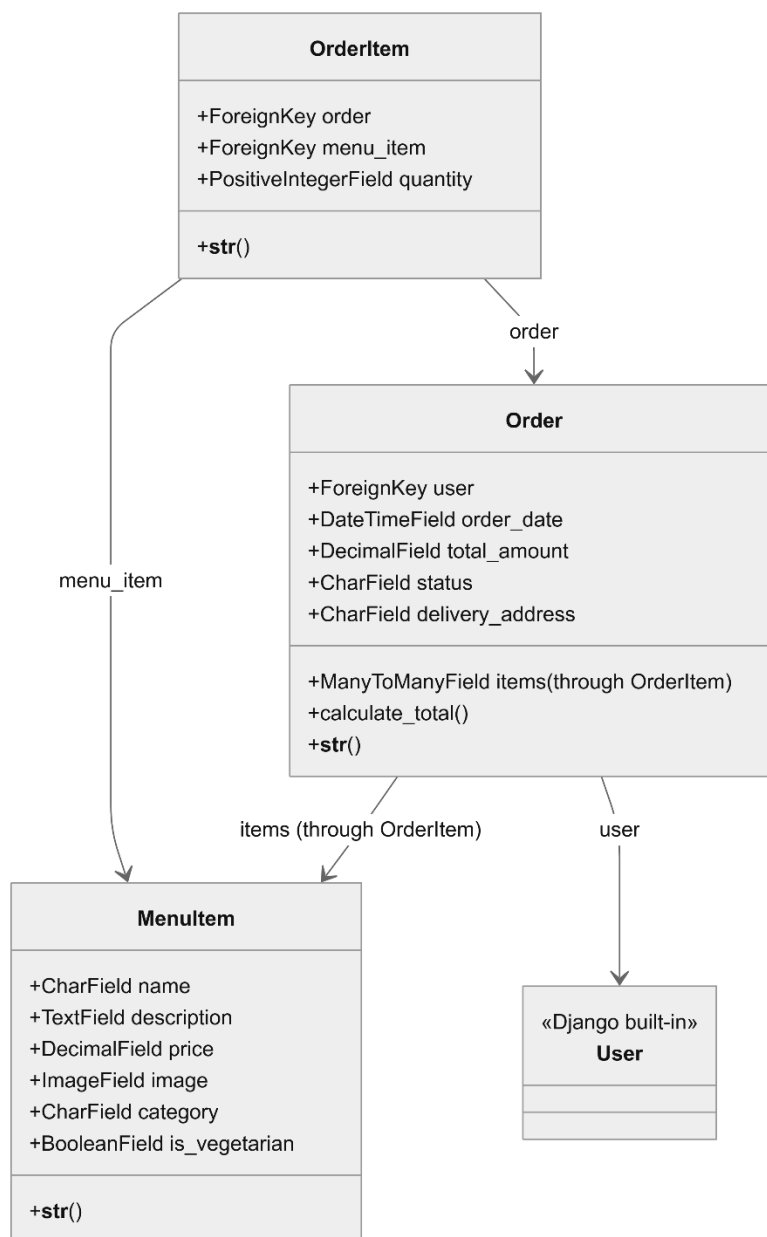 OrderItem
+ForeignKey order
+ForeignKey menu_item
+PositiveIntegerField quantity
+str()
order
Order
+ForeignKey user
+DateTimeField order_date
+DecimalField total_amount
+CharField status
+CharField delivery_address
+ManyToManyField items(through OrderItem)
+calculate_total()
+str()
menu_item
items (through OrderItem)
user
MenuItem
+CharField name
+TextField description
+DecimalField price
+ImageField image
+CharField category
+BooleanField is_vegetarian
+str()
«Django built-in»
User